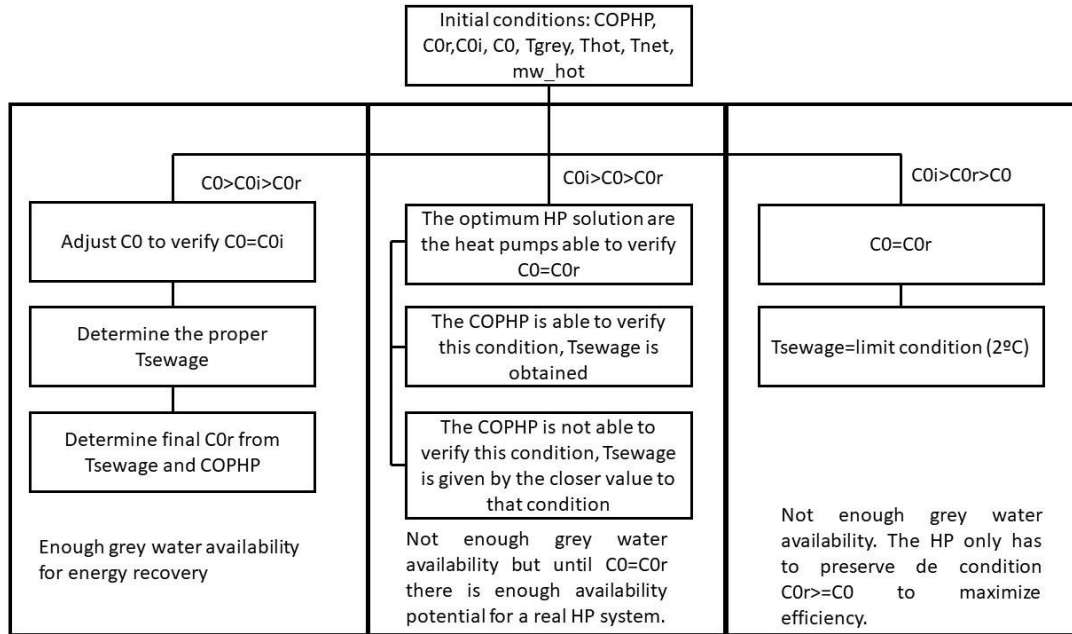 Initial conditions: COPHP,
C0r,C0i, C0, Tgrey, Thot, Tnet,
mw_hot
C0>C0i>C0r
Adjust C0 to verify C0=C0i
Determine the proper
Tsewage
Determine final C0r from
Tsewage and COPHP
Enough grey water availability
for energy recovery
C0i>C0>C0r
The optimum HP solution are
the heat pumps able to verify
C0=C0r
The COPHP is able to verify
this condition, Tsewage is
obtained
The COPHP is not able to
verify this condition, Tsewage
is given by the closer value to
that condition
Not enough grey water
availability but until C0=C0r
there is enough availability
potential for a real HP system.
C0i>C0r>C0
C0=C0r
Tsewage=limit condition (2ºC)
Not enough grey water
availability. The HP only has
to preserve de condition
C0r>=C0 to maximize
efficiency.